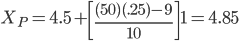 X_P = 4.5 + [ (50)(.25) − 9 / 10 ] 1 = 4.85